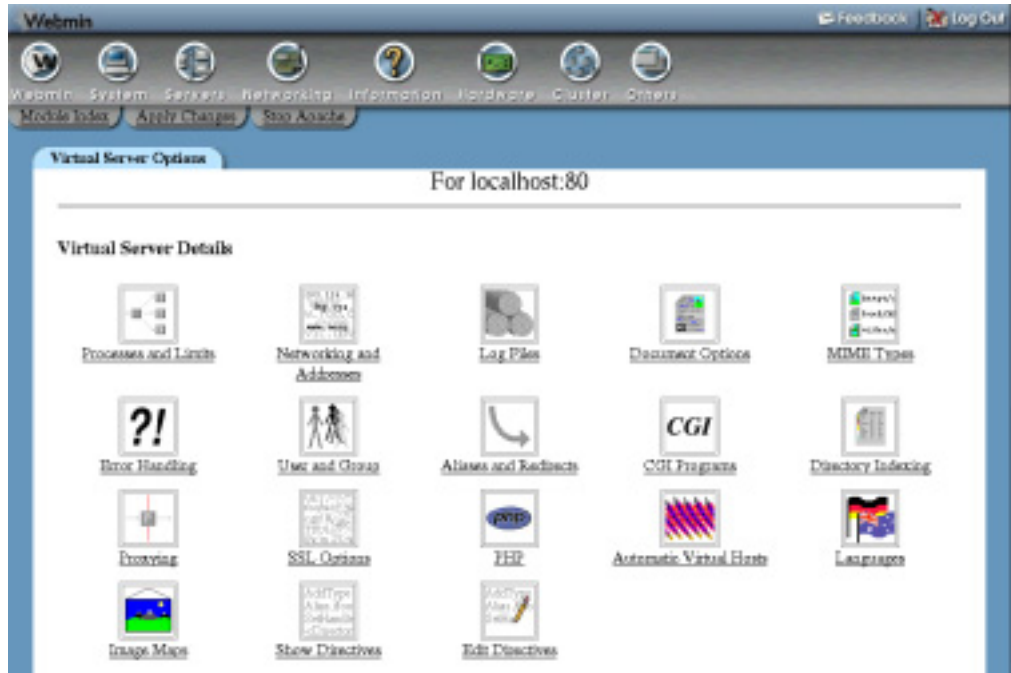 Webmin
Feedback
Log Out
Webmin System Servers Networking Information Hardware Cluster Others
Module Index
Apply Changes
Stop Apache
Virtual Server Options
For localhost:80
Virtual Server Details
Processes and Limits
Networking and Addresses
Log Files
Document Options
MIME Types
?!
CGI
Error Handling
User and Group
Aliases and Redirects
CGI Programs
Directory Indexing
php
Proxying
SSL Options
PHP
Automatic Virtual Hosts
Languages
Image Maps
Show Directives
Edit Directives